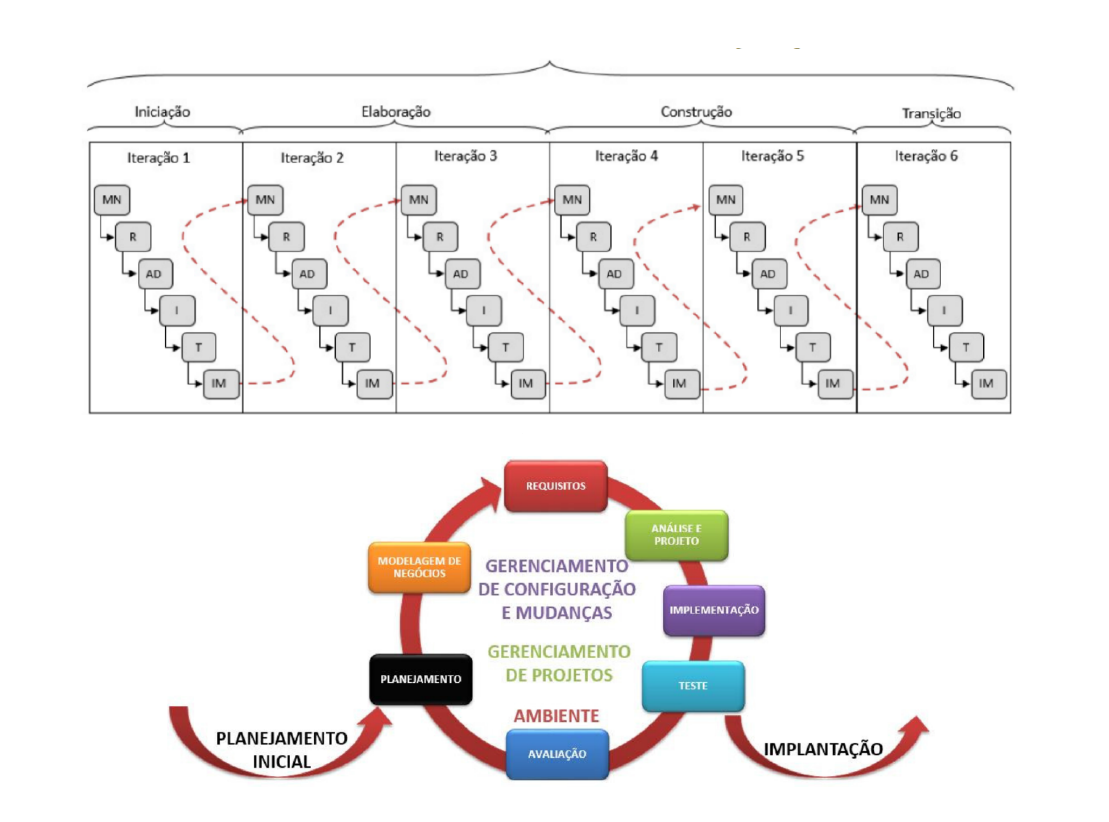 Iniciação
Elaboração
Construção
Transição
Iteração 1
Iteração 2
Iteração 3
Iteração 4
Iteração 5
Iteração 6
MN
MN
MN
MN
MN
MN
R
R
R
R
R
R
AD
AD
AD
AD
AD
AD
I
I
I
I
I
I
T
T
T
T
T
T
IM
IM
IM
IM
IM
IM
REQUISITOS
ANÁLISE E
PROJETO
MODELAGEM DE
NEGÓCIOS
GERENCIAMENTO
DE CONFIGURAÇÃO
E MUDANÇAS
IMPLEMENTAÇÃO
GERENCIAMENTO
DE PROJETOS
PLANEJAMENTO
TESTE
AMBIENTE
PLANEJAMENTO
INICIAL
AVALIAÇÃO
IMPLANTAÇÃO